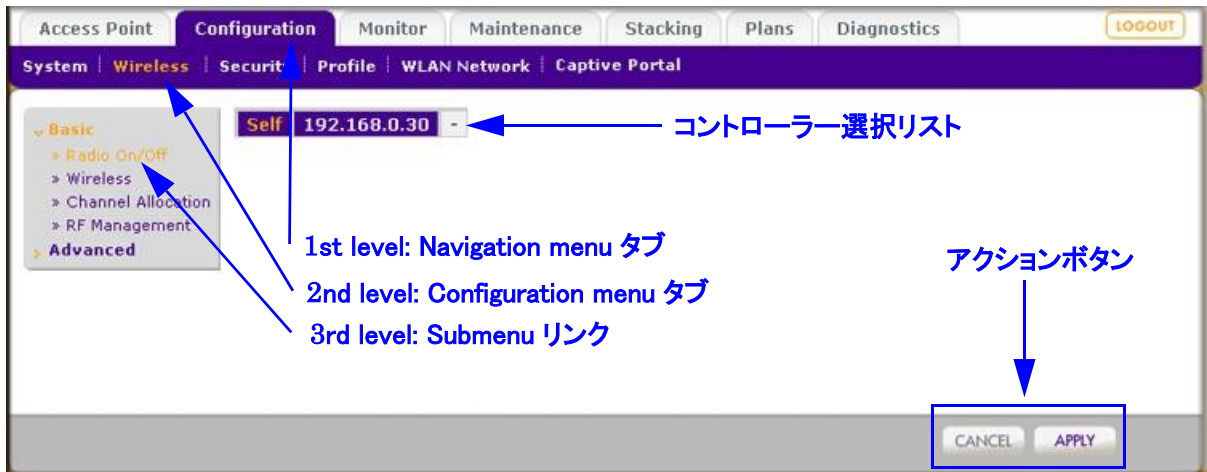 Access Point Configuration Monitor Maintenance Stacking Plans Diagnostics LOGOUT
System Wireless Security Profile WLAN Network Captive Portal
Basic
» Radio On/Off
» Wireless
» Channel Allocation
» RF Management
Advanced
Self 192.168.0.30 -
コントローラー選択リスト
1st level: Navigation menu タブ
2nd level: Configuration menu タブ
3rd level: Submenu リンク
アクションボタン
CANCEL APPLY